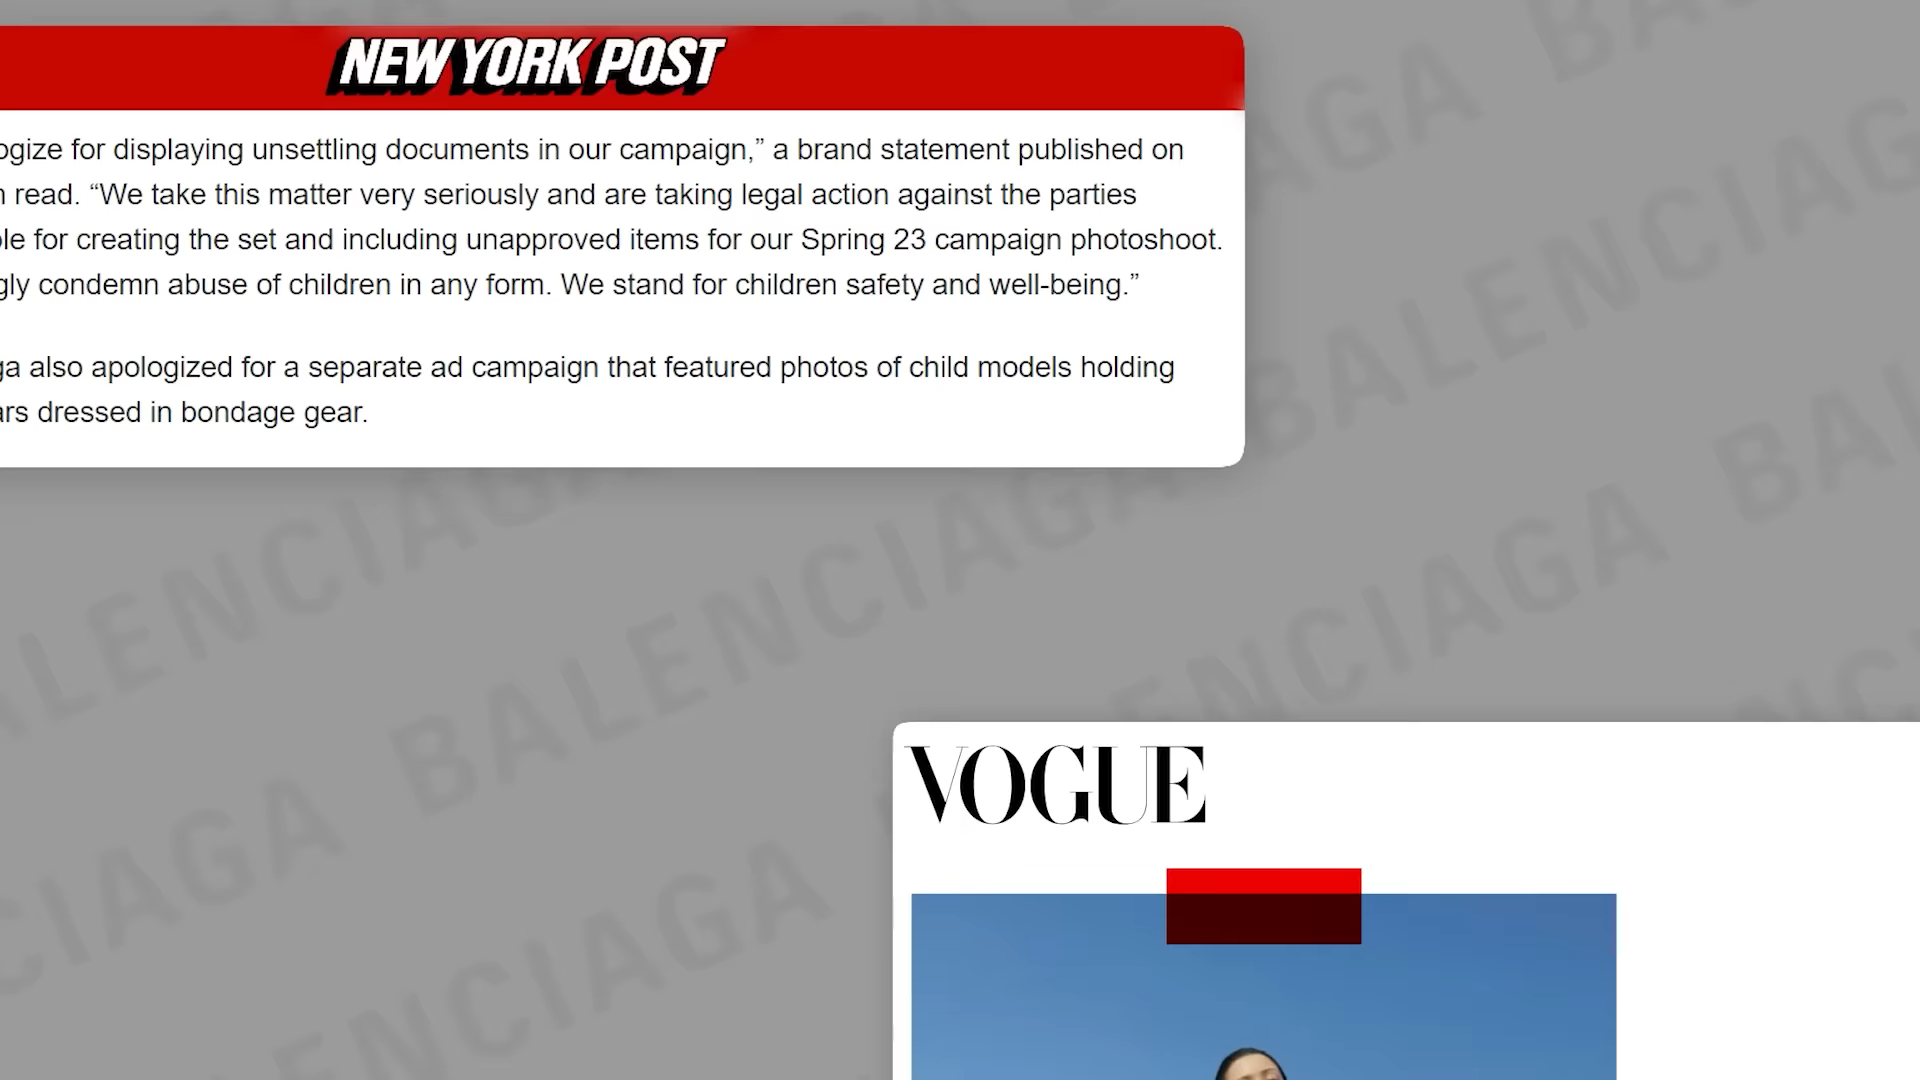 NEW YORK POST
ogize for displaying unsettling documents in our campaign,” a brand statement published on
read. “We take this matter very seriously and are taking legal action against the parties
le for creating the set and including unapproved items for our Spring 23 campaign photoshoot.
gly condemn abuse of children in any form. We stand for children safety and well-being.”
ga also apologized for a separate ad campaign that featured photos of child models holding
ars dressed in bondage gear.
BALENCIAGA BALENCIAGA
BALENCIAGA
VOGUE